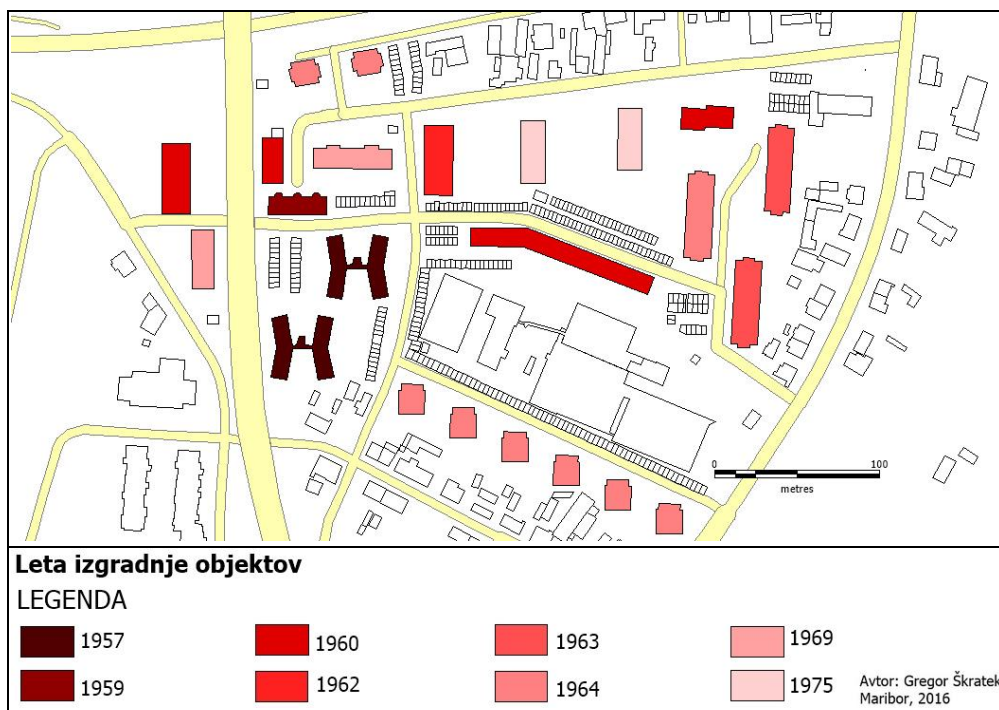 0 100
metres
Leta izgradnje objektov
LEGENDA
1957 1960 1963 1969
1959 1962 1964 1975
Avtor: Gregor Škratek
Maribor, 2016